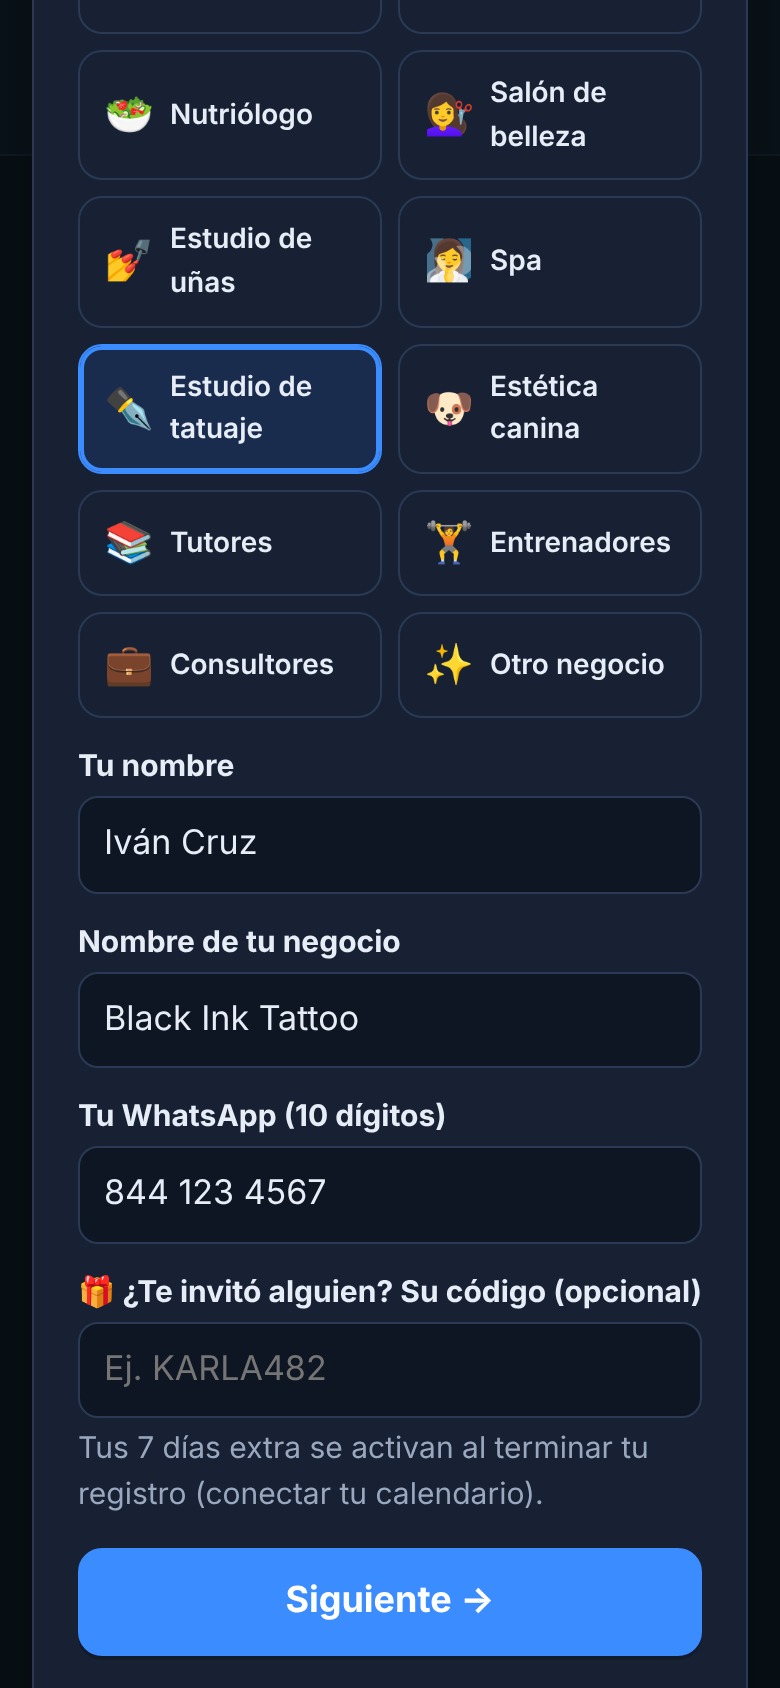 Nutriólogo
Salón de
belleza
Estudio de
uñas
Spa
Estudio de
tatuaje
Estética
canina
Tutores
Entrenadores
Consultores
Otro negocio
Tu nombre
Iván Cruz
Nombre de tu negocio
Black Ink Tattoo
Tu WhatsApp (10 dígitos)
844 123 4567
🎁 ¿Te invitó alguien? Su código (opcional)
Ej. KARLA482
Tus 7 días extra se activan al terminar tu
registro (conectar tu calendario).
Siguiente →